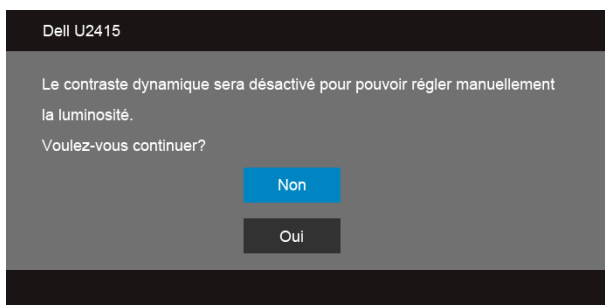 Dell U2415
Le contraste dynamique sera désactivé pour pouvoir régler manuellement
la luminosité.
Voulez-vous continuer?
Non
Oui